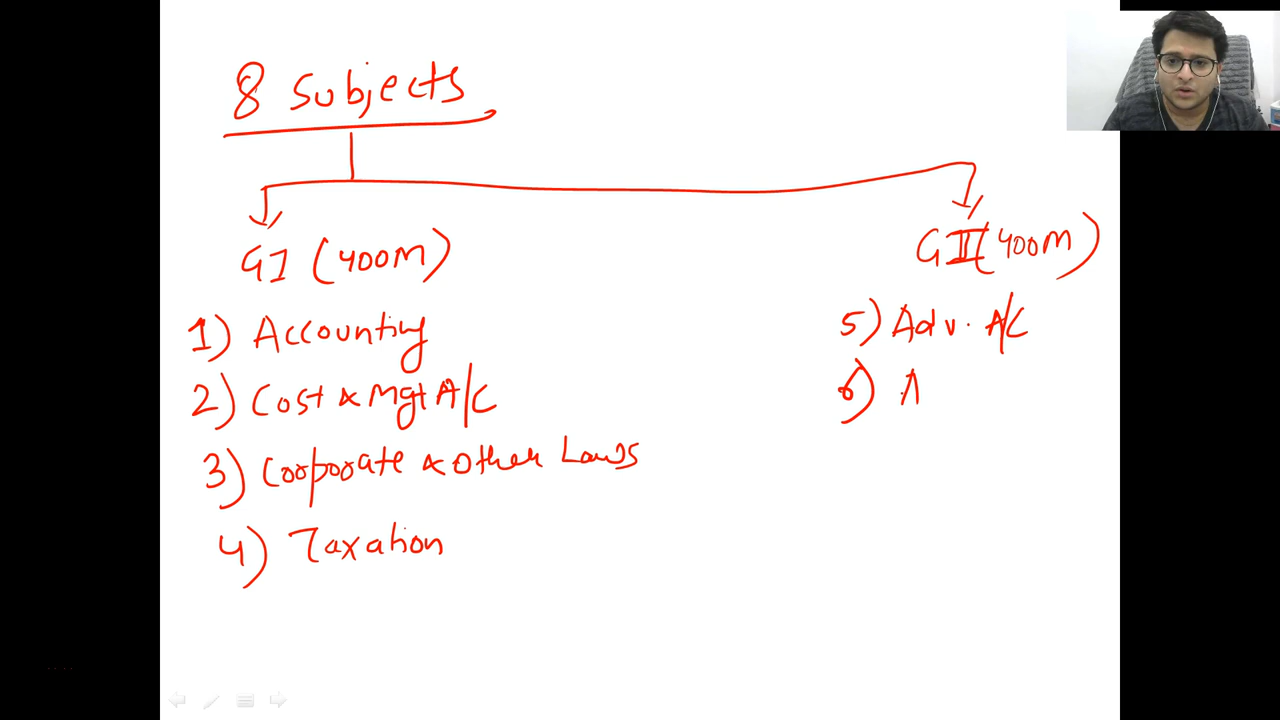 8 Subjects
GI (400M)
GII (400M)
1) Accounting
2) Cost & Mgt A/C
3) Corporate & Other Laws
4) Taxation
5) Adv. A/C
6) A